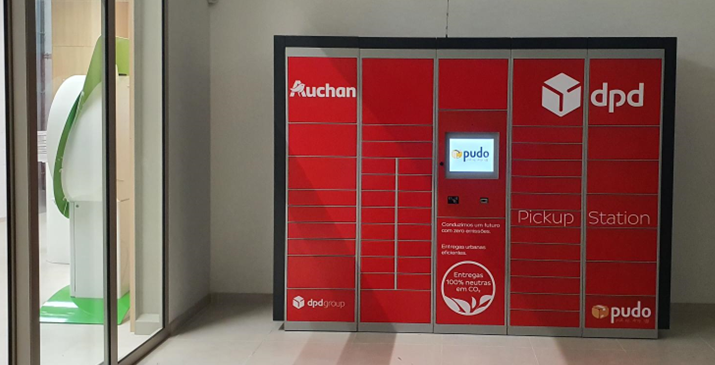 Auchan
dpd
pudo
Pickup Station
Conduzimos um futuro
com zero emissões.
Entregas urbanas
eficientes.
Entregas
100% neutras
em CO₂
dpdgroup
pudo